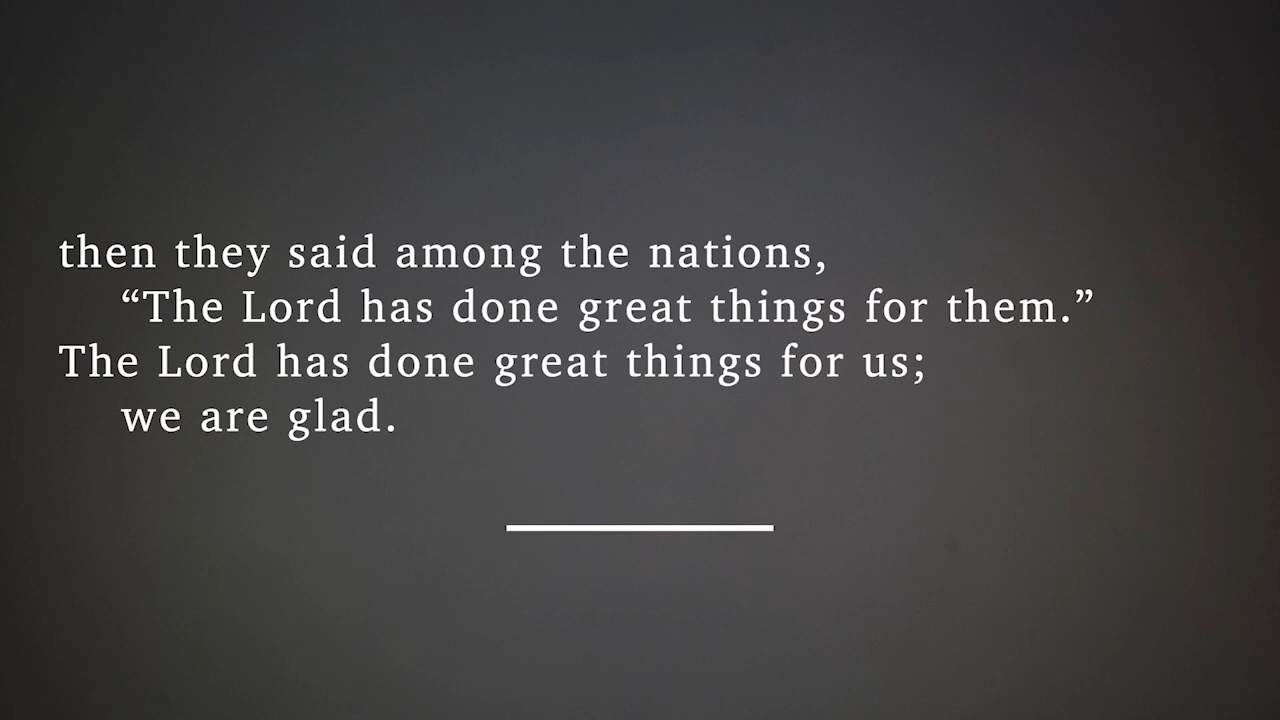 then they said among the nations,
“The Lord has done great things for them.”
The Lord has done great things for us;
we are glad.